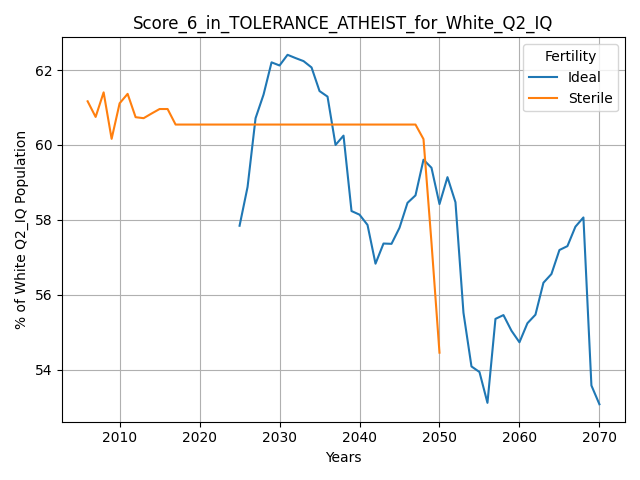 Score_6_in_TOLERANCE_ATHEIST_for_White_Q2_IQ
Fertility
Ideal
Sterile
% of White Q2_IQ Population
62
60
58
56
54
2010
2020
2030
2040
2050
2060
2070
Years